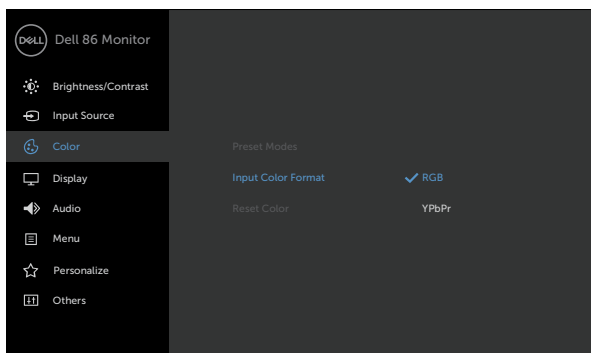 DELL Dell 86 Monitor
Brightness/Contrast
Input Source
Color
Preset Modes
Display
Input Color Format ✓ RGB
Audio
Reset Color YPbPr
Menu
Personalize
Others